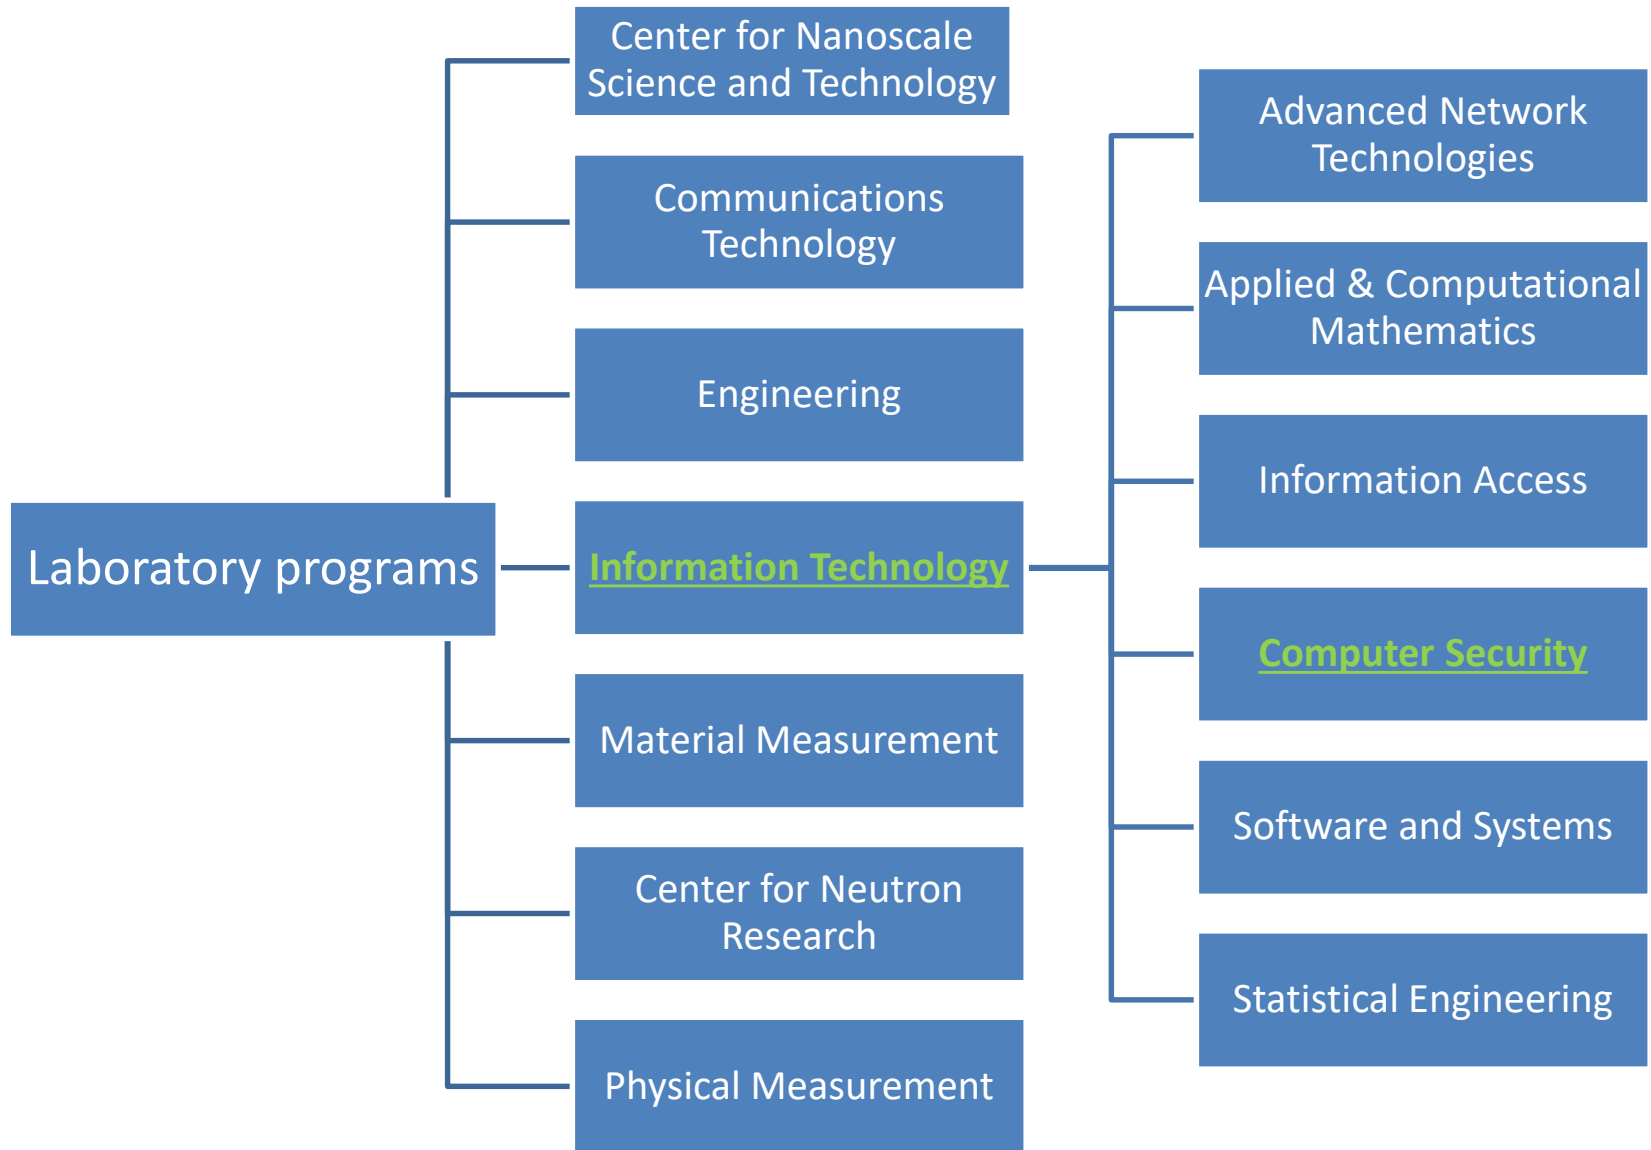 Laboratory programs
Center for Nanoscale
Science and Technology
Communications
Technology
Engineering
Information Technology
Material Measurement
Center for Neutron
Research
Physical Measurement
Advanced Network
Technologies
Applied & Computational
Mathematics
Information Access
Computer Security
Software and Systems
Statistical Engineering